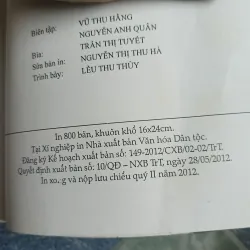 Biên tập: VŨ THU HẰNG
NGUYỄN ANH QUÂN
Bìa: TRẦN THỊ TUYẾT
Sửa bản in: NGUYỄN THỊ THU HÀ
Trình bày: LÊU THU THỦY
In 800 bản, khuôn khổ 16x24cm.
Tại Xí nghiệp in Nhà xuất bản Văn hóa Dân tộc.
Đăng ký Kế hoạch xuất bản số: 149-2012/CXB/02-02/TrT.
Quyết định xuất bản số: 10/QĐ – NXB TrT, ngày 28/05/2012.
In xo.g và nộp lưu chiểu quý II năm 2012.